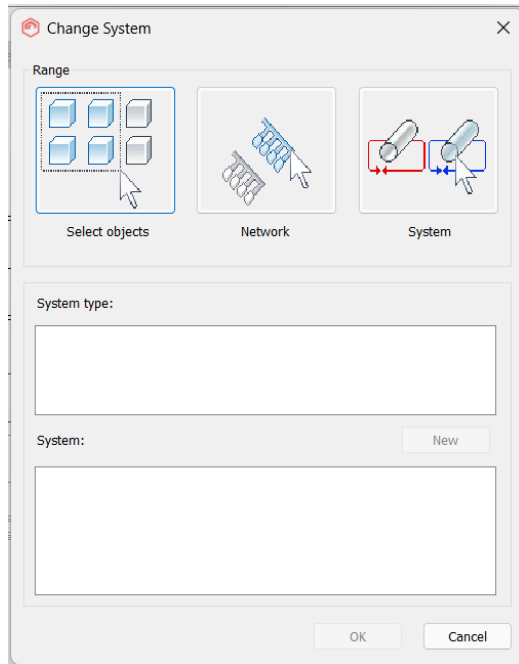 Change System
Range
Select objects
Network
System
System type:
System:
New
OK
Cancel